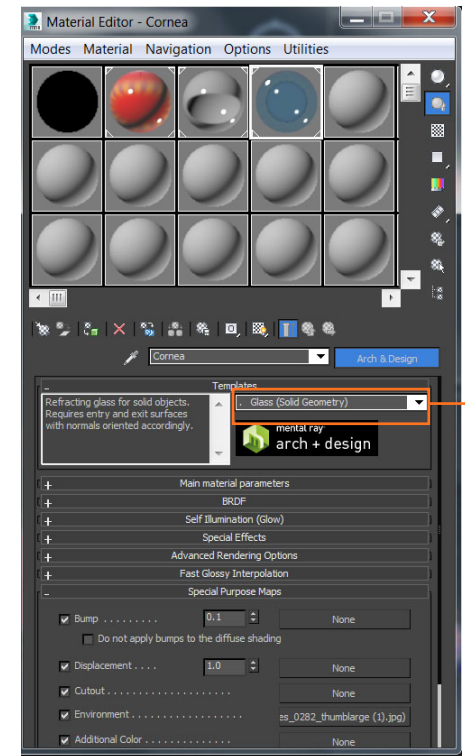 Material Editor - Cornea
Modes Material Navigation Options Utilities
Cornea
Arch & Design
Templates
Refracting glass for solid objects.
Requires entry and exit surfaces
with normals oriented accordingly.
. Glass (Solid Geometry)
mental ray
arch + design
+ Main material parameters
+ BRDF
+ Self Illumination (Glow)
+ Special Effects
+ Advanced Rendering Options
+ Fast Glossy Interpolation
- Special Purpose Maps
Bump . . . . . . . . . 0.1 None
Do not apply bumps to the diffuse shading
Displacement . . . . 1.0 None
Cutout . . . . . . . . . . . . . . . . . . . . None
Environment . . . . . . . . . . . . . . . . . es_0282_thumblarge (1).jpg)
Additional Color . . . . . . . . . . . . . . None